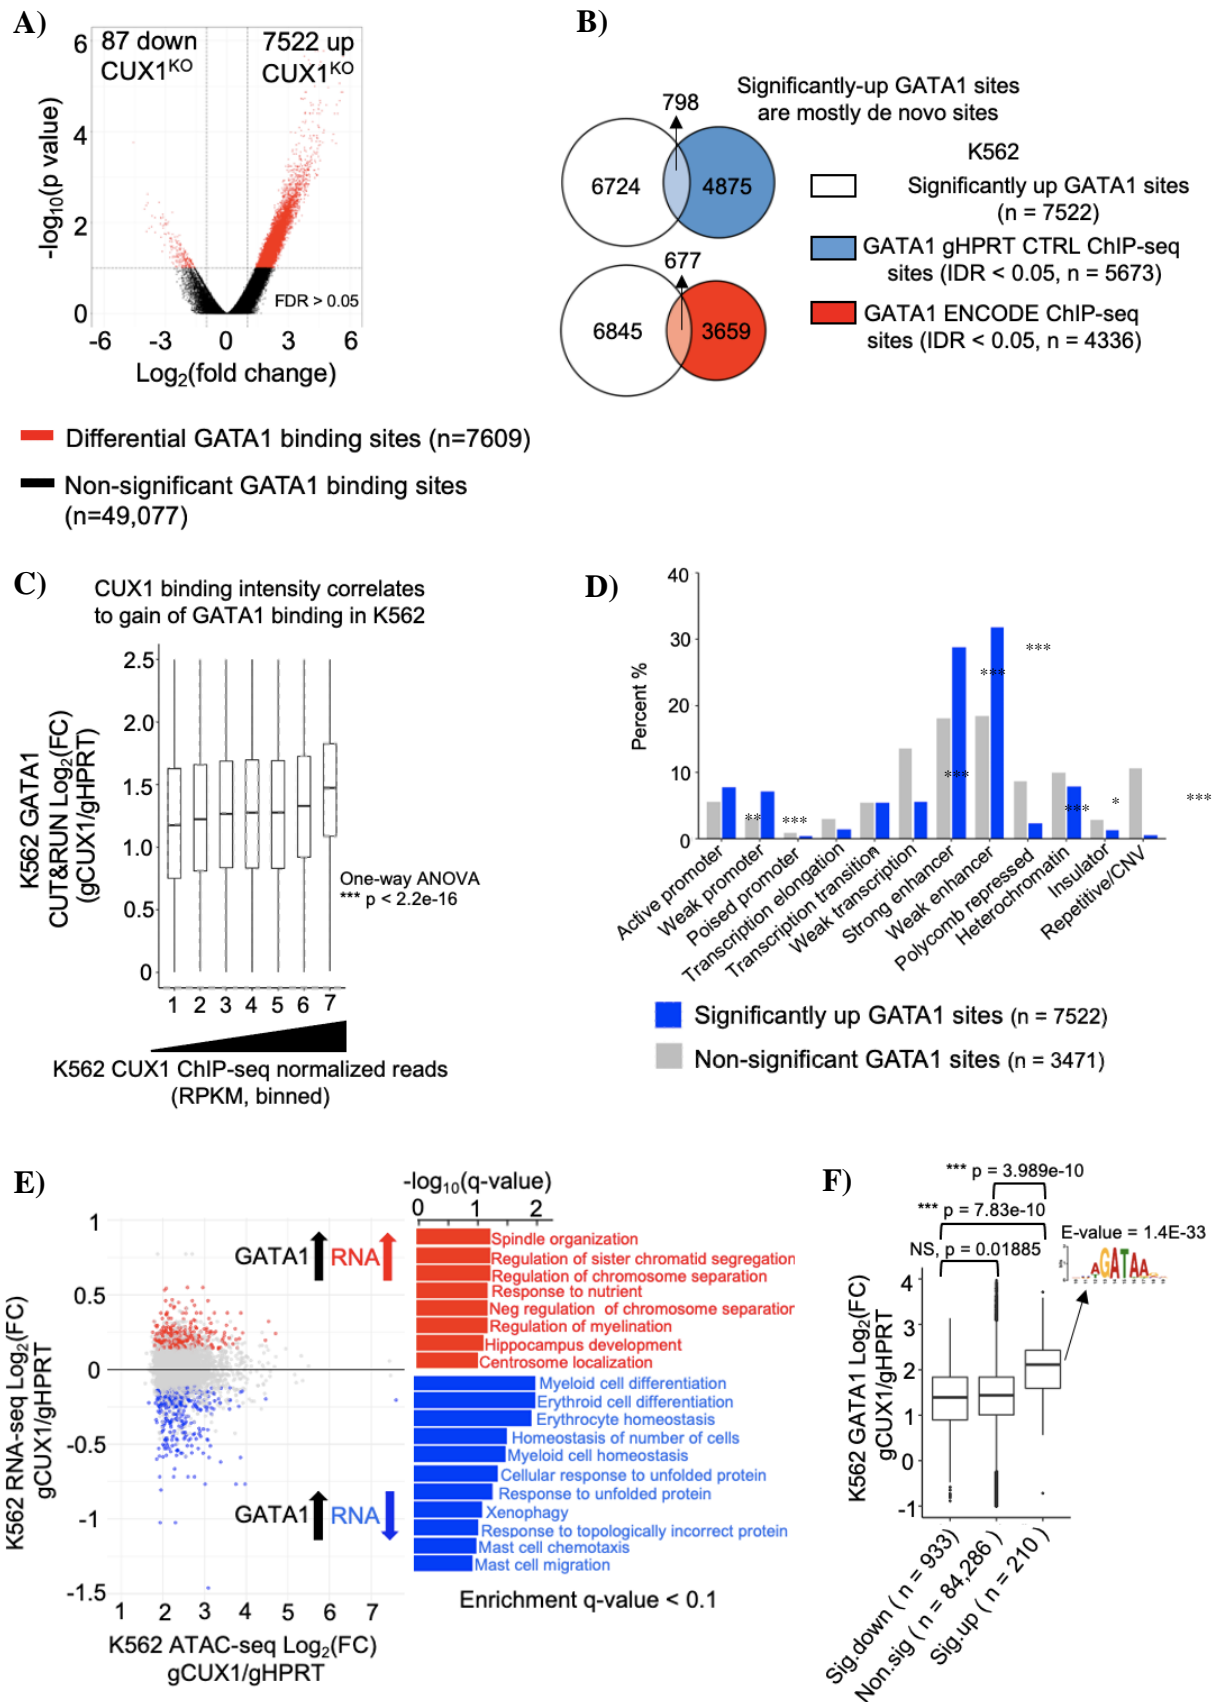 A)
87 down
CUX1KO
7522 up
CUX1KO
6
4
2
0
-log10(p value)
FDR > 0.05
-6
-3
0
3
6
Log2(fold change)
Differential GATA1 binding sites (n=7609)
Non-significant GATA1 binding sites
(n=49,077)
B)
Significantly-up GATA1 sites
are mostly de novo sites
798
6724
4875
677
6845
3659
K562
Significantly up GATA1 sites
(n = 7522)
GATA1 gHPRT CTRL ChIP-seq
sites (IDR < 0.05, n = 5673)
GATA1 ENCODE ChIP-seq
sites (IDR < 0.05, n = 4336)
C)
CUX1 binding intensity correlates
to gain of GATA1 binding in K562
K562 GATA1
CUT&RUN Log2(FC)
(gCUX1/gHPRT)
2.5
2.0
1.5
1.0
0.5
0
One-way ANOVA
*** p < 2.2e-16
1 2 3 4 5 6 7
K562 CUX1 ChIP-seq normalized reads
(RPKM, binned)
D)
Percent %
40
30
20
10
0
**
***
***
***
***
***
*
***
Active promoter
Weak promoter
Poised promoter
Transcription elongation
Transcription transition
Weak transcription
Strong enhancer
Weak enhancer
Polycomb repressed
Heterochromatin
Insulator
Repetitive/CNV
Significantly up GATA1 sites (n = 7522)
Non-significant GATA1 sites (n = 3471)
E)
K562 RNA-seq Log2(FC)
gCUX1/gHPRT
1
0.5
0
-0.5
-1
-1.5
GATA1 RNA
GATA1 RNA
1 2 3 4 5 6 7
K562 ATAC-seq Log2(FC)
gCUX1/gHPRT
-log10(q-value)
0 1 2
Spindle organization
Regulation of sister chromatid segregation
Regulation of chromosome separation
Response to nutrient
Neg regulation of chromosome separation
Regulation of myelination
Hippocampus development
Centrosome localization
Myeloid cell differentiation
Erythroid cell differentiation
Erythrocyte homeostasis
Homeostasis of number of cells
Myeloid cell homeostasis
Cellular response to unfolded protein
Response to unfolded protein
Xenophagy
Response to topologically incorrect protein
Mast cell chemotaxis
Mast cell migration
Enrichment q-value < 0.1
F)
*** p = 3.989e-10
*** p = 7.83e-10
NS, p = 0.01885
E-value = 1.4E-33
AGATAA
K562 GATA1 Log2(FC)
gCUX1/gHPRT
4
3
2
1
0
-1
Sig.down ( n = 933)
Non.sig ( n = 84,286 )
Sig.up ( n = 210 )